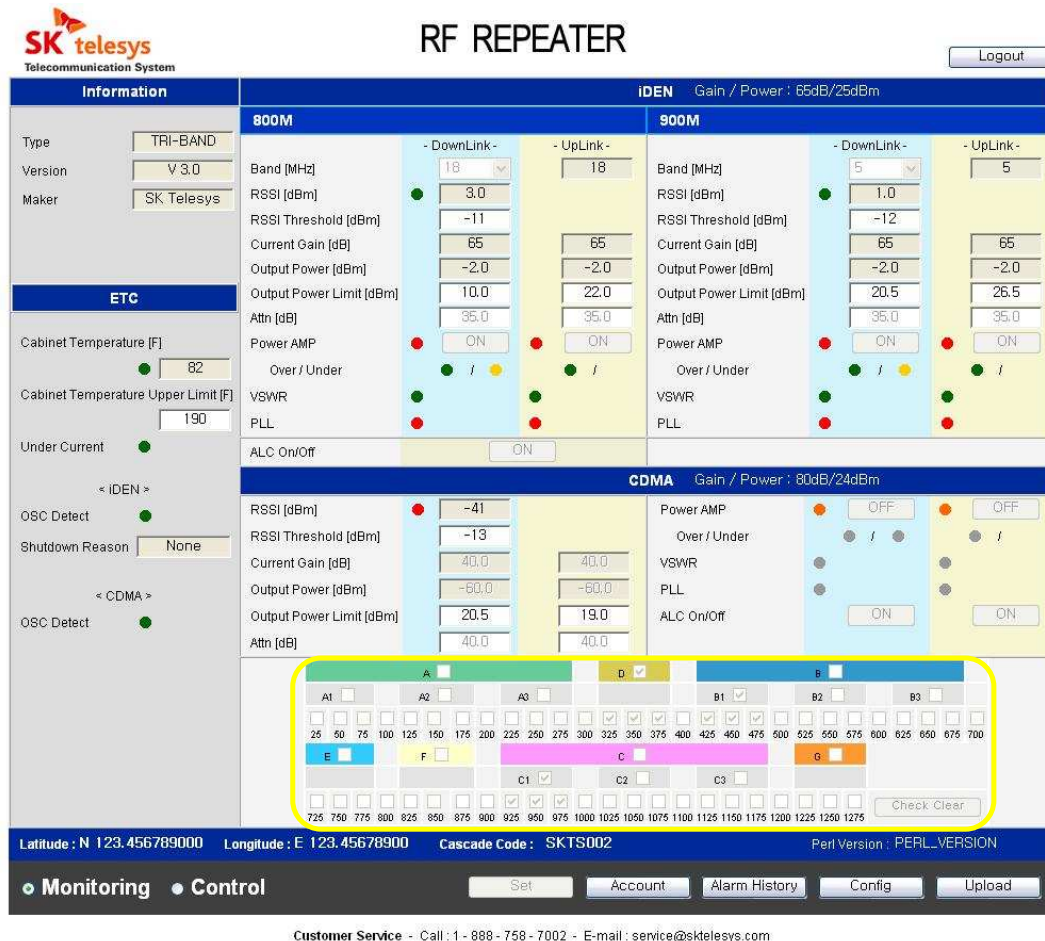 SK telesys
Telecommunication System
RF REPEATER
Logout
Information
iDEN Gain / Power : 65dB/25dBm
800M
900M
Type TRI-BAND
Version V 3.0
Maker SK Telesys
- DownLink - - UpLink -
Band [MHz] 18 18
RSSI [dBm] 3.0
RSSI Threshold [dBm] -11
Current Gain [dB] 65 65
Output Power [dBm] -2.0 -2.0
Output Power Limit [dBm] 10.0 22.0
Attn [dB] 35.0 35.0
Power AMP ON ON
Over / Under / /
VSWR
PLL
ALC On/Off ON
- DownLink - - UpLink -
Band [MHz] 5 5
RSSI [dBm] 1.0
RSSI Threshold [dBm] -12
Current Gain [dB] 65 65
Output Power [dBm] -2.0 -2.0
Output Power Limit [dBm] 20.5 26.5
Attn [dB] 35.0 35.0
Power AMP ON ON
Over / Under / /
VSWR
PLL
ETC
Cabinet Temperature [F]
82
Cabinet Temperature Upper Limit [F]
190
Under Current
< iDEN >
OSC Detect
Shutdown Reason None
< CDMA >
OSC Detect
CDMA Gain / Power : 80dB/24dBm
RSSI [dBm] -41
RSSI Threshold [dBm] -13
Current Gain [dB] 40.0 40.0
Output Power [dBm] -60.0 -60.0
Output Power Limit [dBm] 20.5 19.0
Attn [dB] 40.0 40.0
Power AMP OFF OFF
Over / Under / /
VSWR
PLL
ALC On/Off ON ON
A D B
A1 A2 A3 B1 B2 B3
25 50 75 100 125 150 175 200 225 250 275 300 325 350 375 400 425 450 475 500 525 550 575 600 625 650 675 700
E F C G
C1 C2 C3
725 750 775 800 825 850 875 900 925 950 975 1000 1025 1050 1075 1100 1125 1150 1175 1200 1225 1250 1275
Check Clear
Latitude : N 123.456789000 Longitude : E 123.45678900 Cascade Code : SKTS002 Perl Version : PERL_VERSION
Monitoring Control Set Account Alarm History Config Upload
Customer Service - Call : 1 - 888 - 758 - 7002 - E-mail : service@sktelesys.com